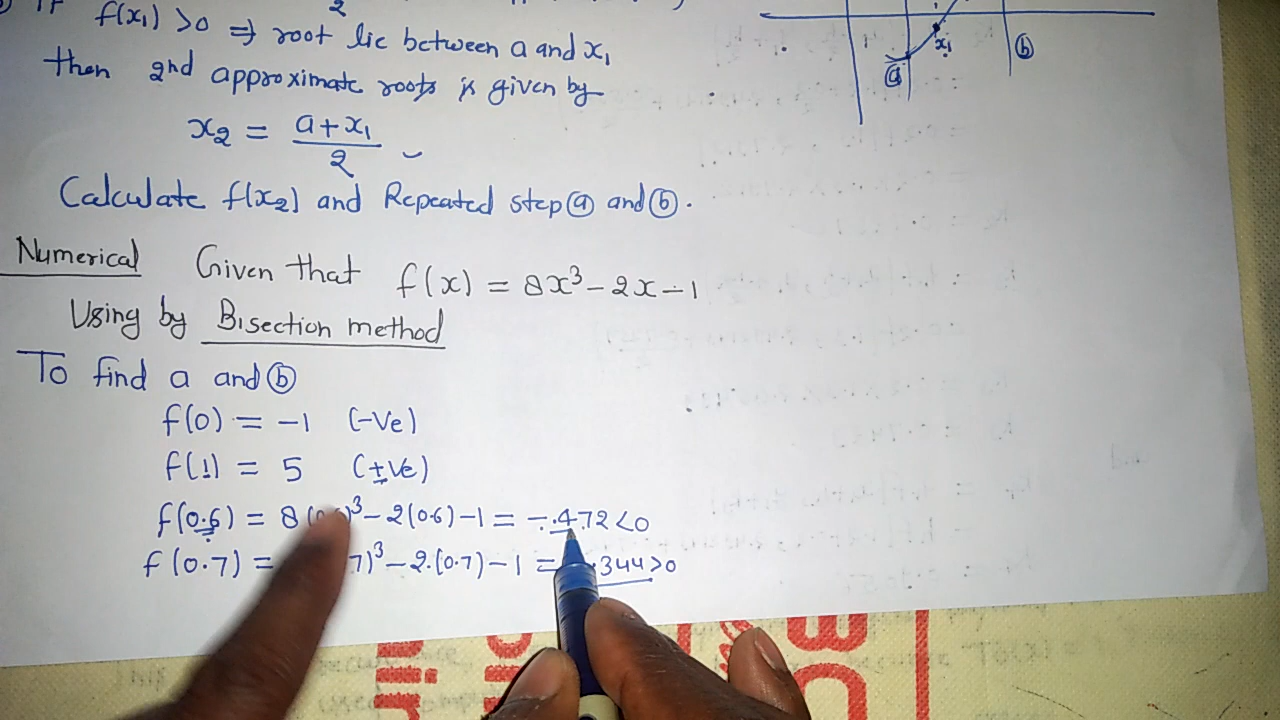 If
2
f(x₁) >0 ⇒ root lie between a and x₁
then 2nd approximate roots is given by
x₂ = (a+x₁)/2
Calculate f(x₂) and Repeated step ⓐ and ⓑ.
x₁
ⓐ
ⓑ
Numerical Given that f(x) = 8x³-2x-1
Using by Bisection method
To find a and ⓑ
f(0) = -1 (-Ve)
f(1) = 5 (+Ve)
f(0.6) = 8 ( )³-2(0.6)-1 = -.472<0
f(0.7) = 7)³-2.(0.7)-1 = .344>0